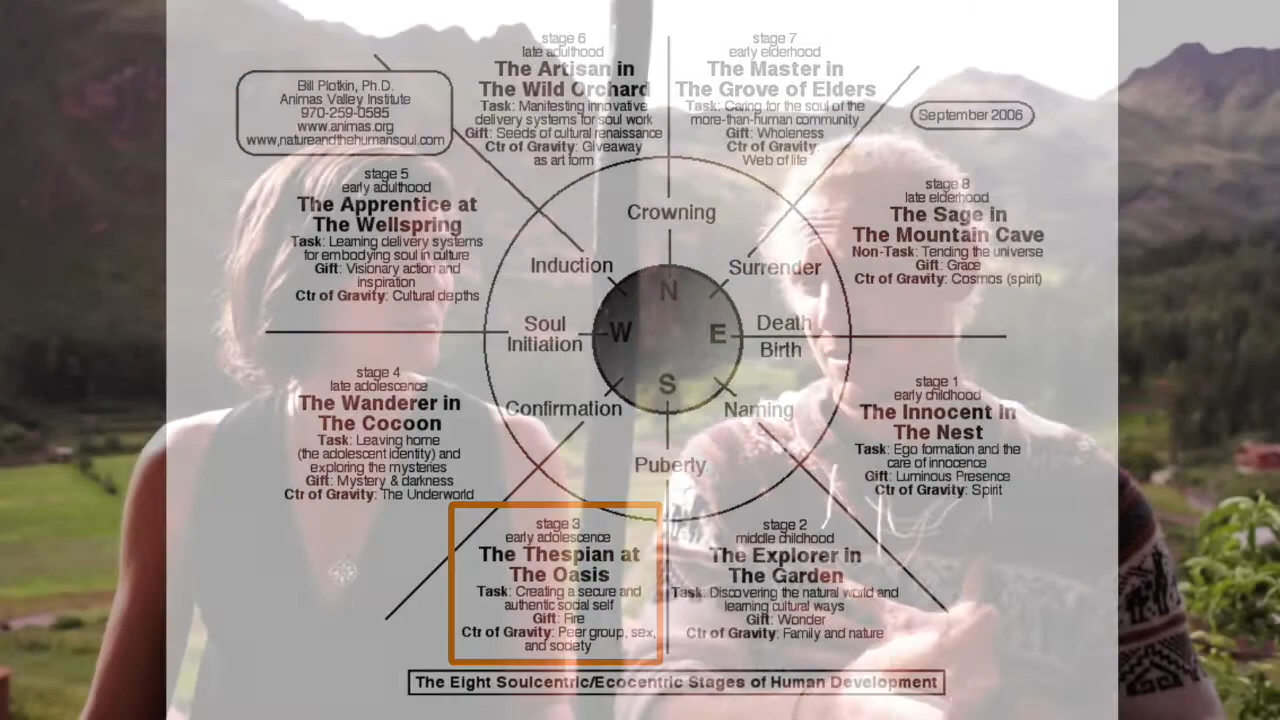 stage 6
late adulthood
The Artisan in
The Wild Orchard
Task: Manifesting innovative
delivery systems for soul work
Gift: Seeds of cultural renaissance
Ctr of Gravity: Giveaway
as art form
stage 7
early elderhood
The Master in
The Grove of Elders
Task: Caring for the soul of the
more-than-human community
Gift: Wholeness
Ctr of Gravity:
Web of life
Bill Plotkin, Ph.D.
Animas Valley Institute
970-259-0585
www.animas.org
www,natureandthehumansoul.com
September 2006
stage 5
early adulthood
The Apprentice at
The Wellspring
Task: Learning delivery systems
for embodying soul in culture
Gift: Visionary action and
inspiration
Ctr of Gravity: Cultural depths
stage 8
late elderhood
The Sage in
The Mountain Cave
Non-Task: Tending the universe
Gift: Grace
Ctr of Gravity: Cosmos (spirit)
Crowning
Induction
Surrender
N
Soul
Initiation
W
E
Death
Birth
S
Confirmation
Naming
Puberty
stage 4
late adolescence
The Wanderer in
The Cocoon
Task: Leaving home
(the adolescent identity) and
exploring the mysteries
Gift: Mystery & darkness
Ctr of Gravity: The Underworld
stage 1
early childhood
The Innocent in
The Nest
Task: Ego formation and the
care of innocence
Gift: Luminous Presence
Ctr of Gravity: Spirit
stage 3
early adolescence
The Thespian at
The Oasis
Task: Creating a secure and
authentic social self
Gift: Fire
Ctr of Gravity: Peer group, sex,
and society
stage 2
middle childhood
The Explorer in
The Garden
Task: Discovering the natural world and
learning cultural ways
Gift: Wonder
Ctr of Gravity: Family and nature
The Eight Soulcentric/Ecocentric Stages of Human Development